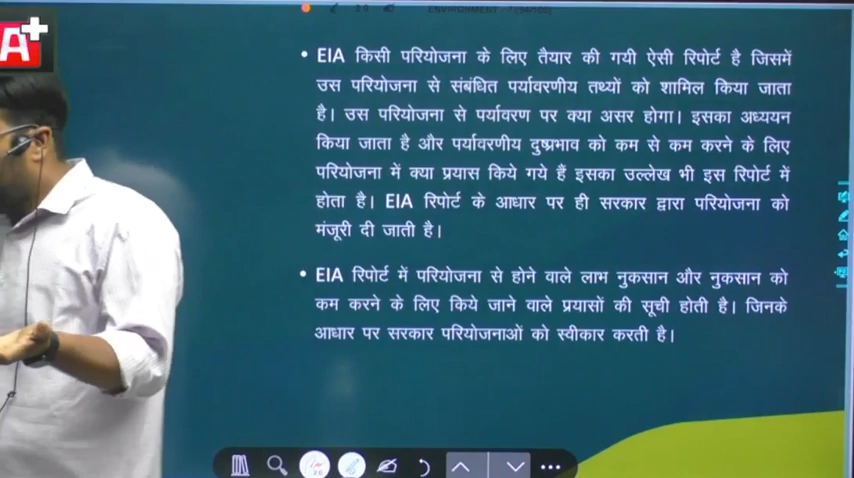 A+
ENVIRONMENT
• EIA किसी परियोजना के लिए तैयार की गयी ऐसी रिपोर्ट है जिसमें
उस परियोजना से संबंधित पर्यावरणीय तथ्यों को शामिल किया जाता
है। उस परियोजना से पर्यावरण पर क्या असर होगा। इसका अध्ययन
किया जाता है और पर्यावरणीय दुष्प्रभाव को कम से कम करने के लिए
परियोजना में क्या प्रयास किये गये हैं इसका उल्लेख भी इस रिपोर्ट में
होता है। EIA रिपोर्ट के आधार पर ही सरकार द्वारा परियोजना को
मंजूरी दी जाती है।
• EIA रिपोर्ट में परियोजना से होने वाले लाभ नुकसान और नुकसान को
कम करने के लिए किये जाने वाले प्रयासों की सूची होती है। जिनके
आधार पर सरकार परियोजनाओं को स्वीकार करती है।